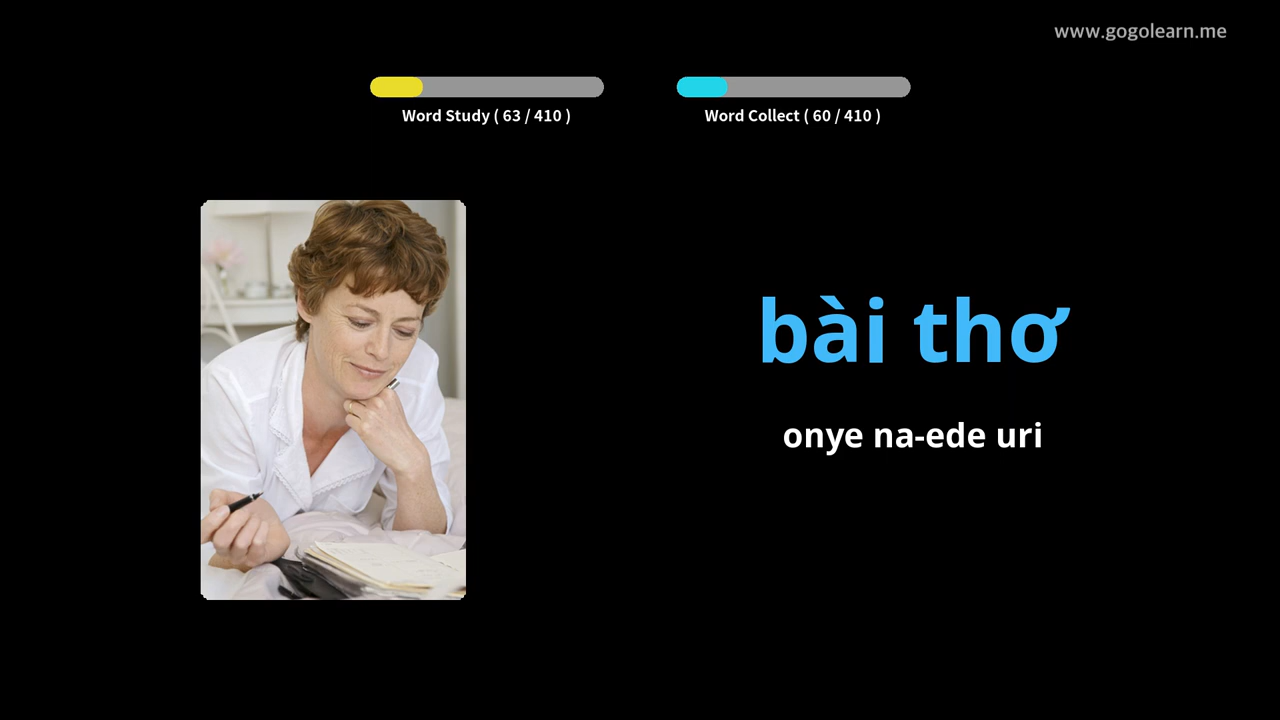 www.gogolearn.me
Word Study ( 63 / 410 )
Word Collect ( 60 / 410 )
bài thơ
onye na-ede uri